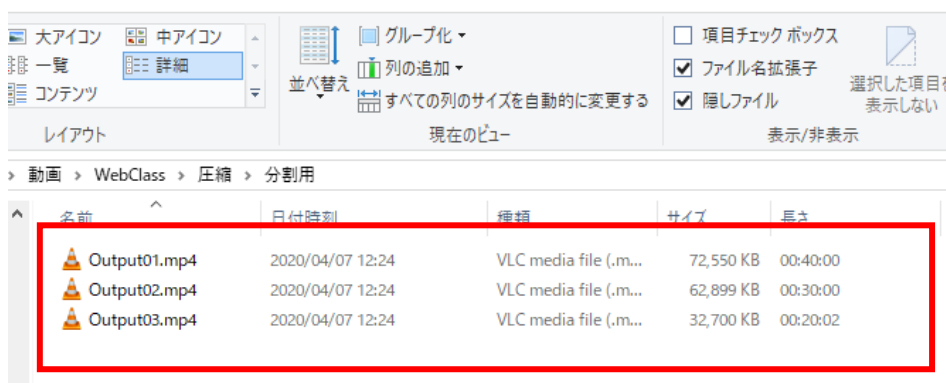 大アイコン 中アイコン
一覧 詳細
コンテンツ
レイアウト
並べ替え
グループ化
列の追加
すべての列のサイズを自動的に変更する
現在のビュー
項目チェック ボックス
ファイル名拡張子
隠しファイル
選択した項目を
表示しない
表示/非表示
動画 › WebClass › 圧縮 › 分割用
名前 日付時刻 種類 サイズ 長さ
Output01.mp4 2020/04/07 12:24 VLC media file (.m... 72,550 KB 00:40:00
Output02.mp4 2020/04/07 12:24 VLC media file (.m... 62,899 KB 00:30:00
Output03.mp4 2020/04/07 12:24 VLC media file (.m... 32,700 KB 00:20:02